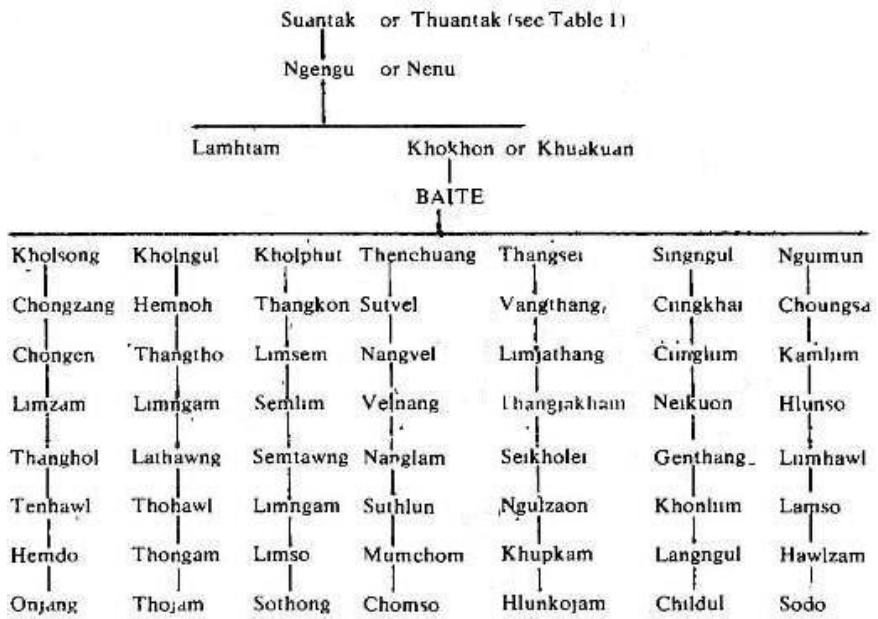 Suantak or Thuantak (see Table 1)
Ngengu or Nenu
Lamhtam Khokhon or Khuakuan
BAITE
Kholsong Kholngul Kholphut Thenchuang Thangsei Singngul Nguimun
Chongzang Hemnoh Thangkon Sutvel Vangthang, Ciingkhai Choungsa
Chongen Thangtho Limsem Nangvel Limjathang Ciinglum Kamlim
Limzam Limngam Semlim Velnang Thangjakham Neikuon Hlunso
Thanghol Lathawng Semtawng Nanglam Seikholei Genthang Lumhawl
Tenhawl Thohawl Limngam Suthlun Ngulzaon Khonlim Lamso
Hemdo Thongam Limso Mumchom Khupkam Langngul Hawlzam
Onjang Thojam Sothong Chomso Hlunkojam Childul Sodo